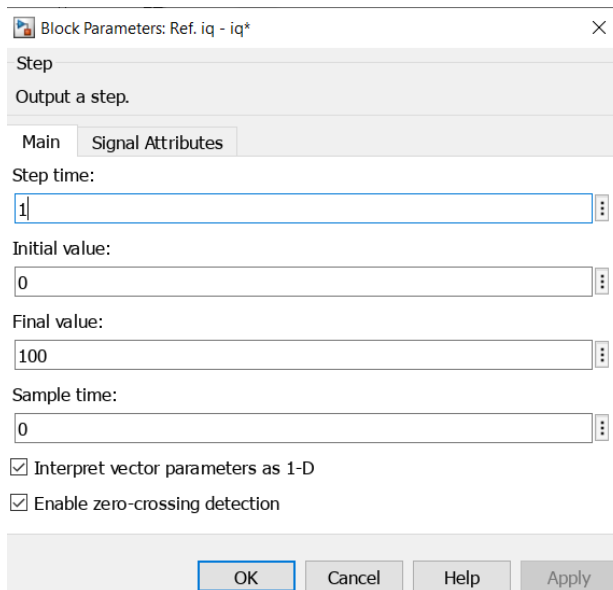 Block Parameters: Ref. iq - iq*
Step
Output a step.
Main Signal Attributes
Step time:
1
Initial value:
0
Final value:
100
Sample time:
0
Interpret vector parameters as 1-D
Enable zero-crossing detection
OK Cancel Help Apply